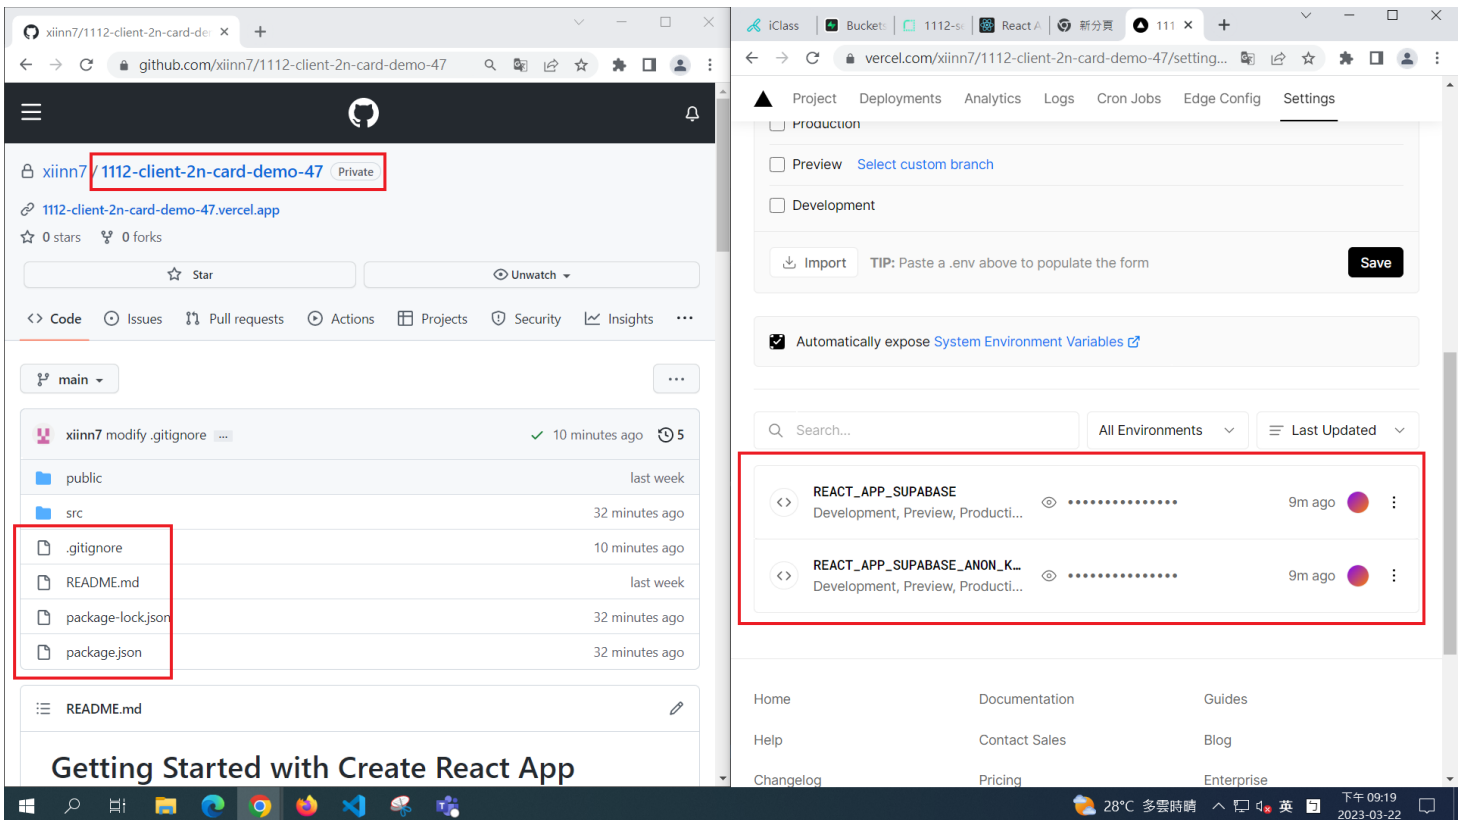 xiinn7/1112-client-2n-card-de
github.com/xiinn7/1112-client-2n-card-demo-47
xiinn7 / 1112-client-2n-card-demo-47 Private
1112-client-2n-card-demo-47.vercel.app
0 stars 0 forks
Star Unwatch
Code Issues Pull requests Actions Projects Security Insights ...
main ...
xiinn7 modify .gitignore ... 10 minutes ago 5
public last week
src 32 minutes ago
.gitignore 10 minutes ago
README.md last week
package-lock.json 32 minutes ago
package.json 32 minutes ago
README.md
Getting Started with Create React App
iClass Buckets 1112-s React A 新分頁 111
vercel.com/xiinn7/1112-client-2n-card-demo-47/setting...
Project Deployments Analytics Logs Cron Jobs Edge Config Settings
Production
Preview Select custom branch
Development
Import TIP: Paste a .env above to populate the form Save
Automatically expose System Environment Variables
Search... All Environments Last Updated
REACT_APP_SUPABASE
Development, Preview, Producti... ••••••••••••••• 9m ago
REACT_APP_SUPABASE_ANON_K...
Development, Preview, Producti... ••••••••••••••• 9m ago
Home Documentation Guides
Help Contact Sales Blog
Changelog Pricing Enterprise
28°C 多雲時晴 英 下午 09:19
2023-03-22